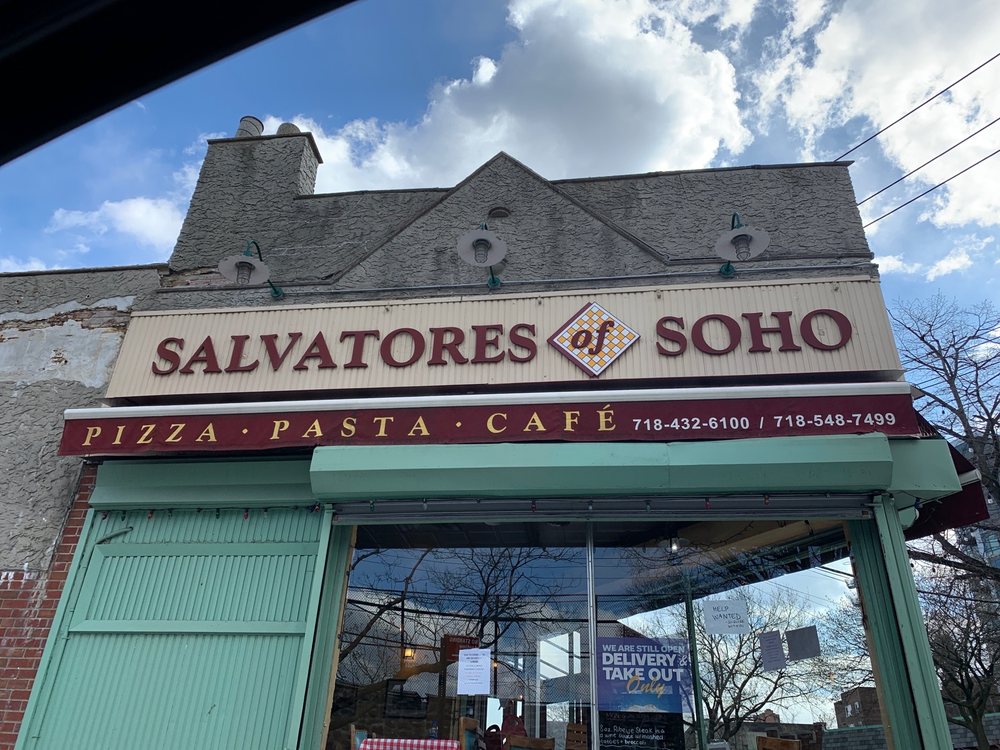 SALVATORES of SOHO
PIZZA · PASTA · CAFÉ 718-432-6100 / 718-548-7499
HELP
WANTED
WE ARE STILL OPEN
DELIVERY &
TAKE OUT
Only